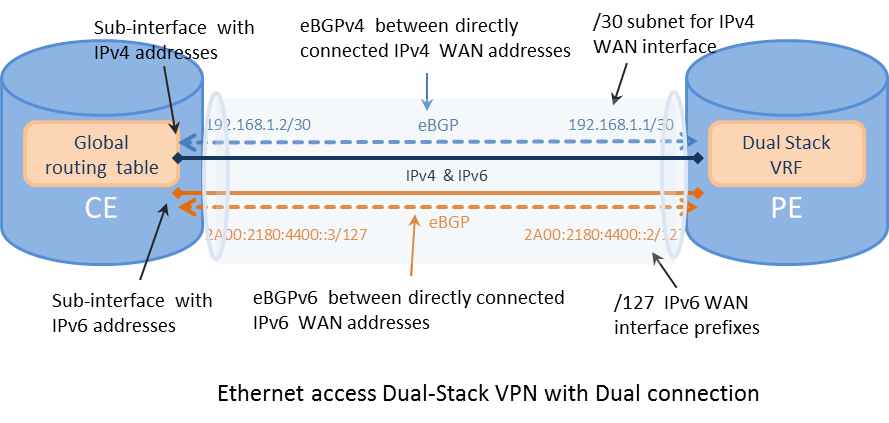 Sub-interface with
IPv4 addresses
eBGPv4 between directly
connected IPv4 WAN addresses
/30 subnet for IPv4
WAN interface
192.168.1.2/30
eBGP
192.168.1.1/30
Global
routing table
Dual Stack
VRF
IPv4 & IPv6
CE
PE
eBGP
2A00:2180:4400::3/127
2A00:2180:4400::2/127
Sub-interface with
IPv6 addresses
eBGPv6 between directly connected
IPv6 WAN addresses
/127 IPv6 WAN
interface prefixes
Ethernet access Dual-Stack VPN with Dual connection